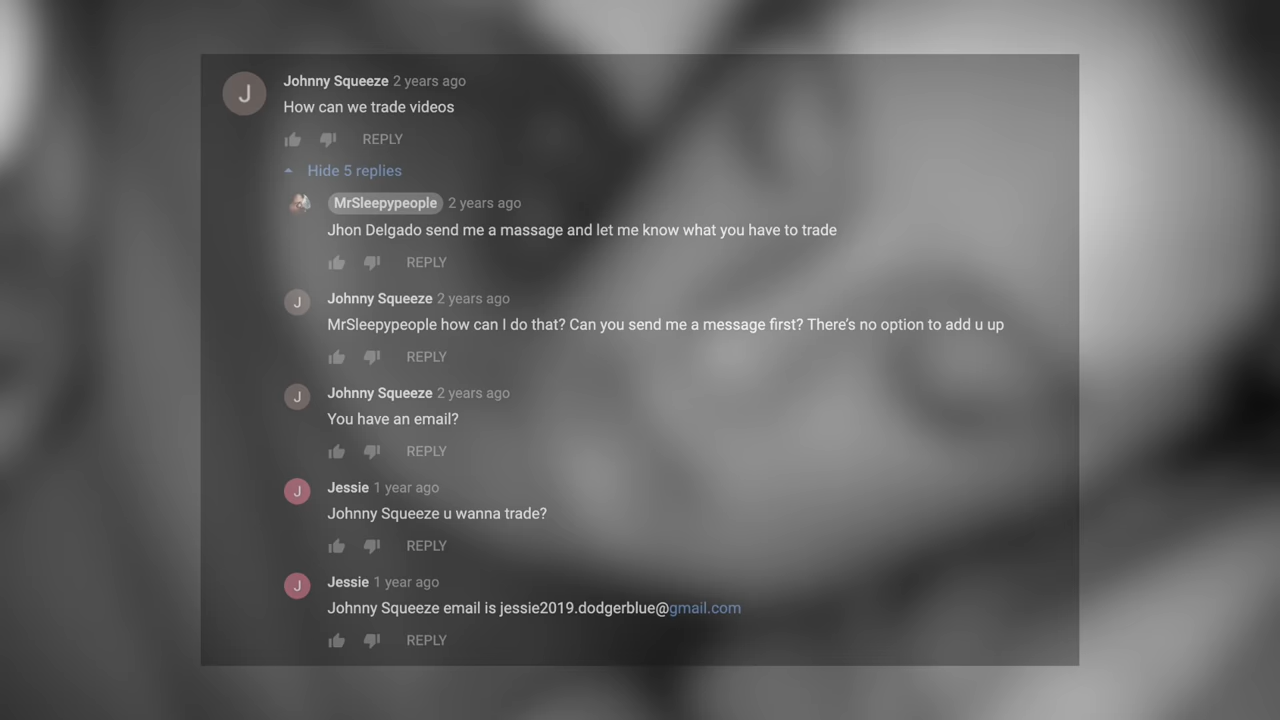 J
Johnny Squeeze 2 years ago
How can we trade videos
REPLY
Hide 5 replies
MrSleepypeople 2 years ago
Jhon Delgado send me a massage and let me know what you have to trade
REPLY
J
Johnny Squeeze 2 years ago
MrSleepypeople how can I do that? Can you send me a message first? There's no option to add u up
REPLY
J
Johnny Squeeze 2 years ago
You have an email?
REPLY
J
Jessie 1 year ago
Johnny Squeeze u wanna trade?
REPLY
J
Jessie 1 year ago
Johnny Squeeze email is jessie2019.dodgerblue@gmail.com
REPLY